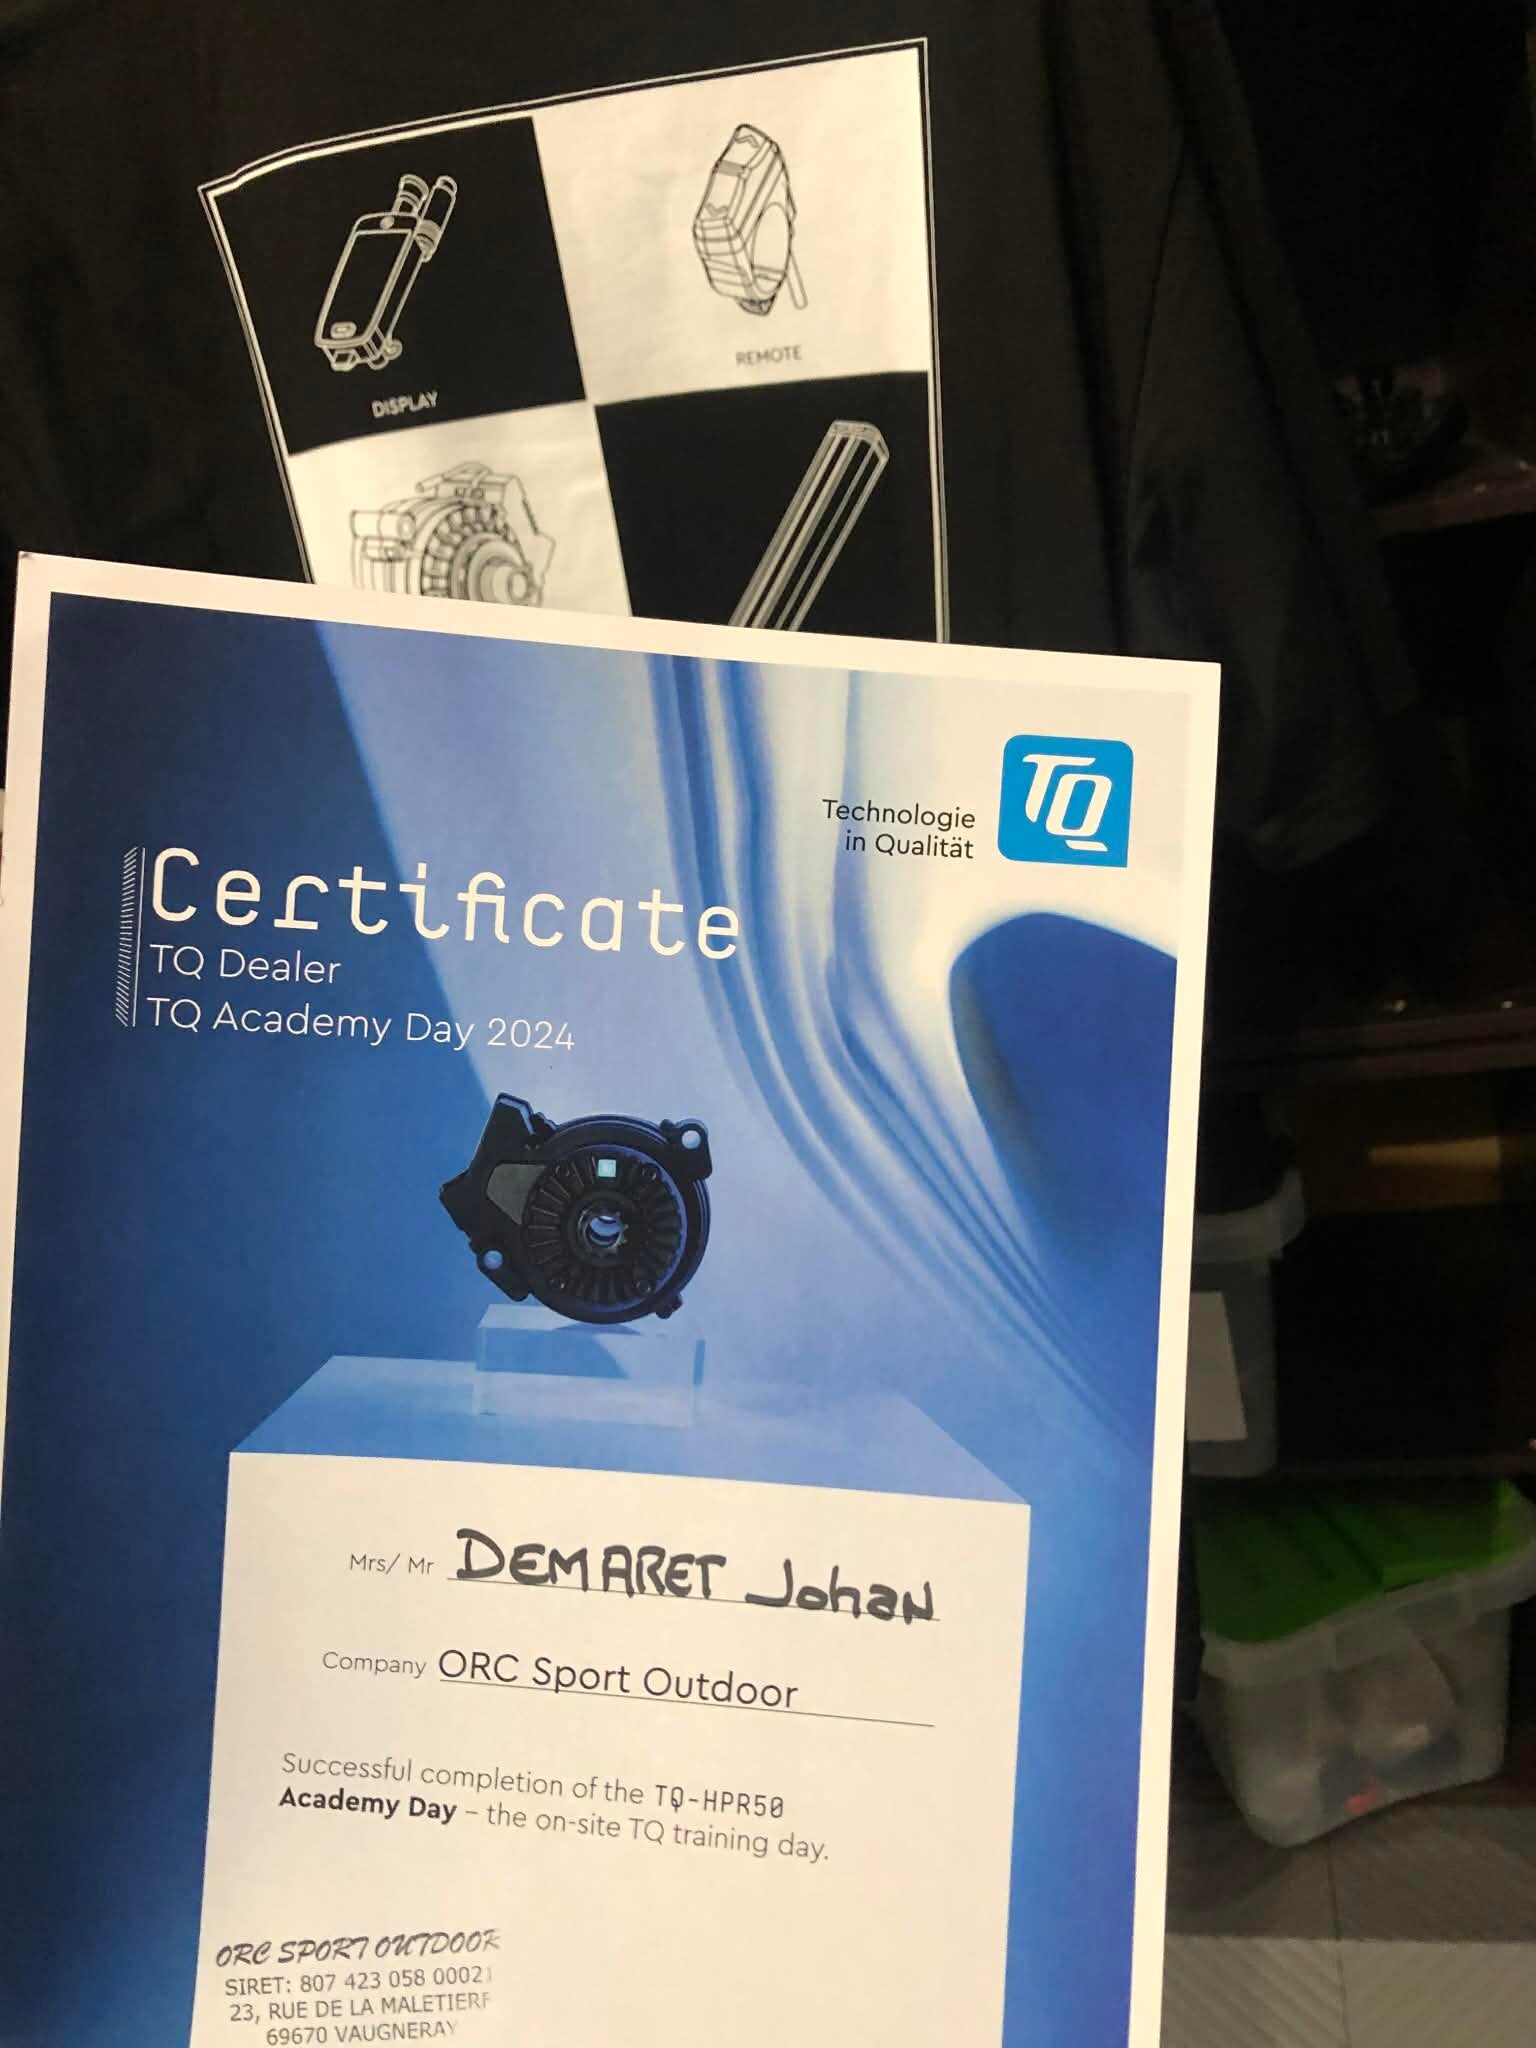 DISPLAY
REMOTE
Technologie
in Qualität
TQ
Certificate
TQ Dealer
TQ Academy Day 2024
Mrs/ Mr DEMARET Johan
Company ORC Sport Outdoor
Successful completion of the TQ-HPR50
Academy Day – the on-site TQ training day.
ORC SPORT OUTDOOR
SIRET: 807 423 058 00021
23, RUE DE LA MALETIERE
69670 VAUGNERAY